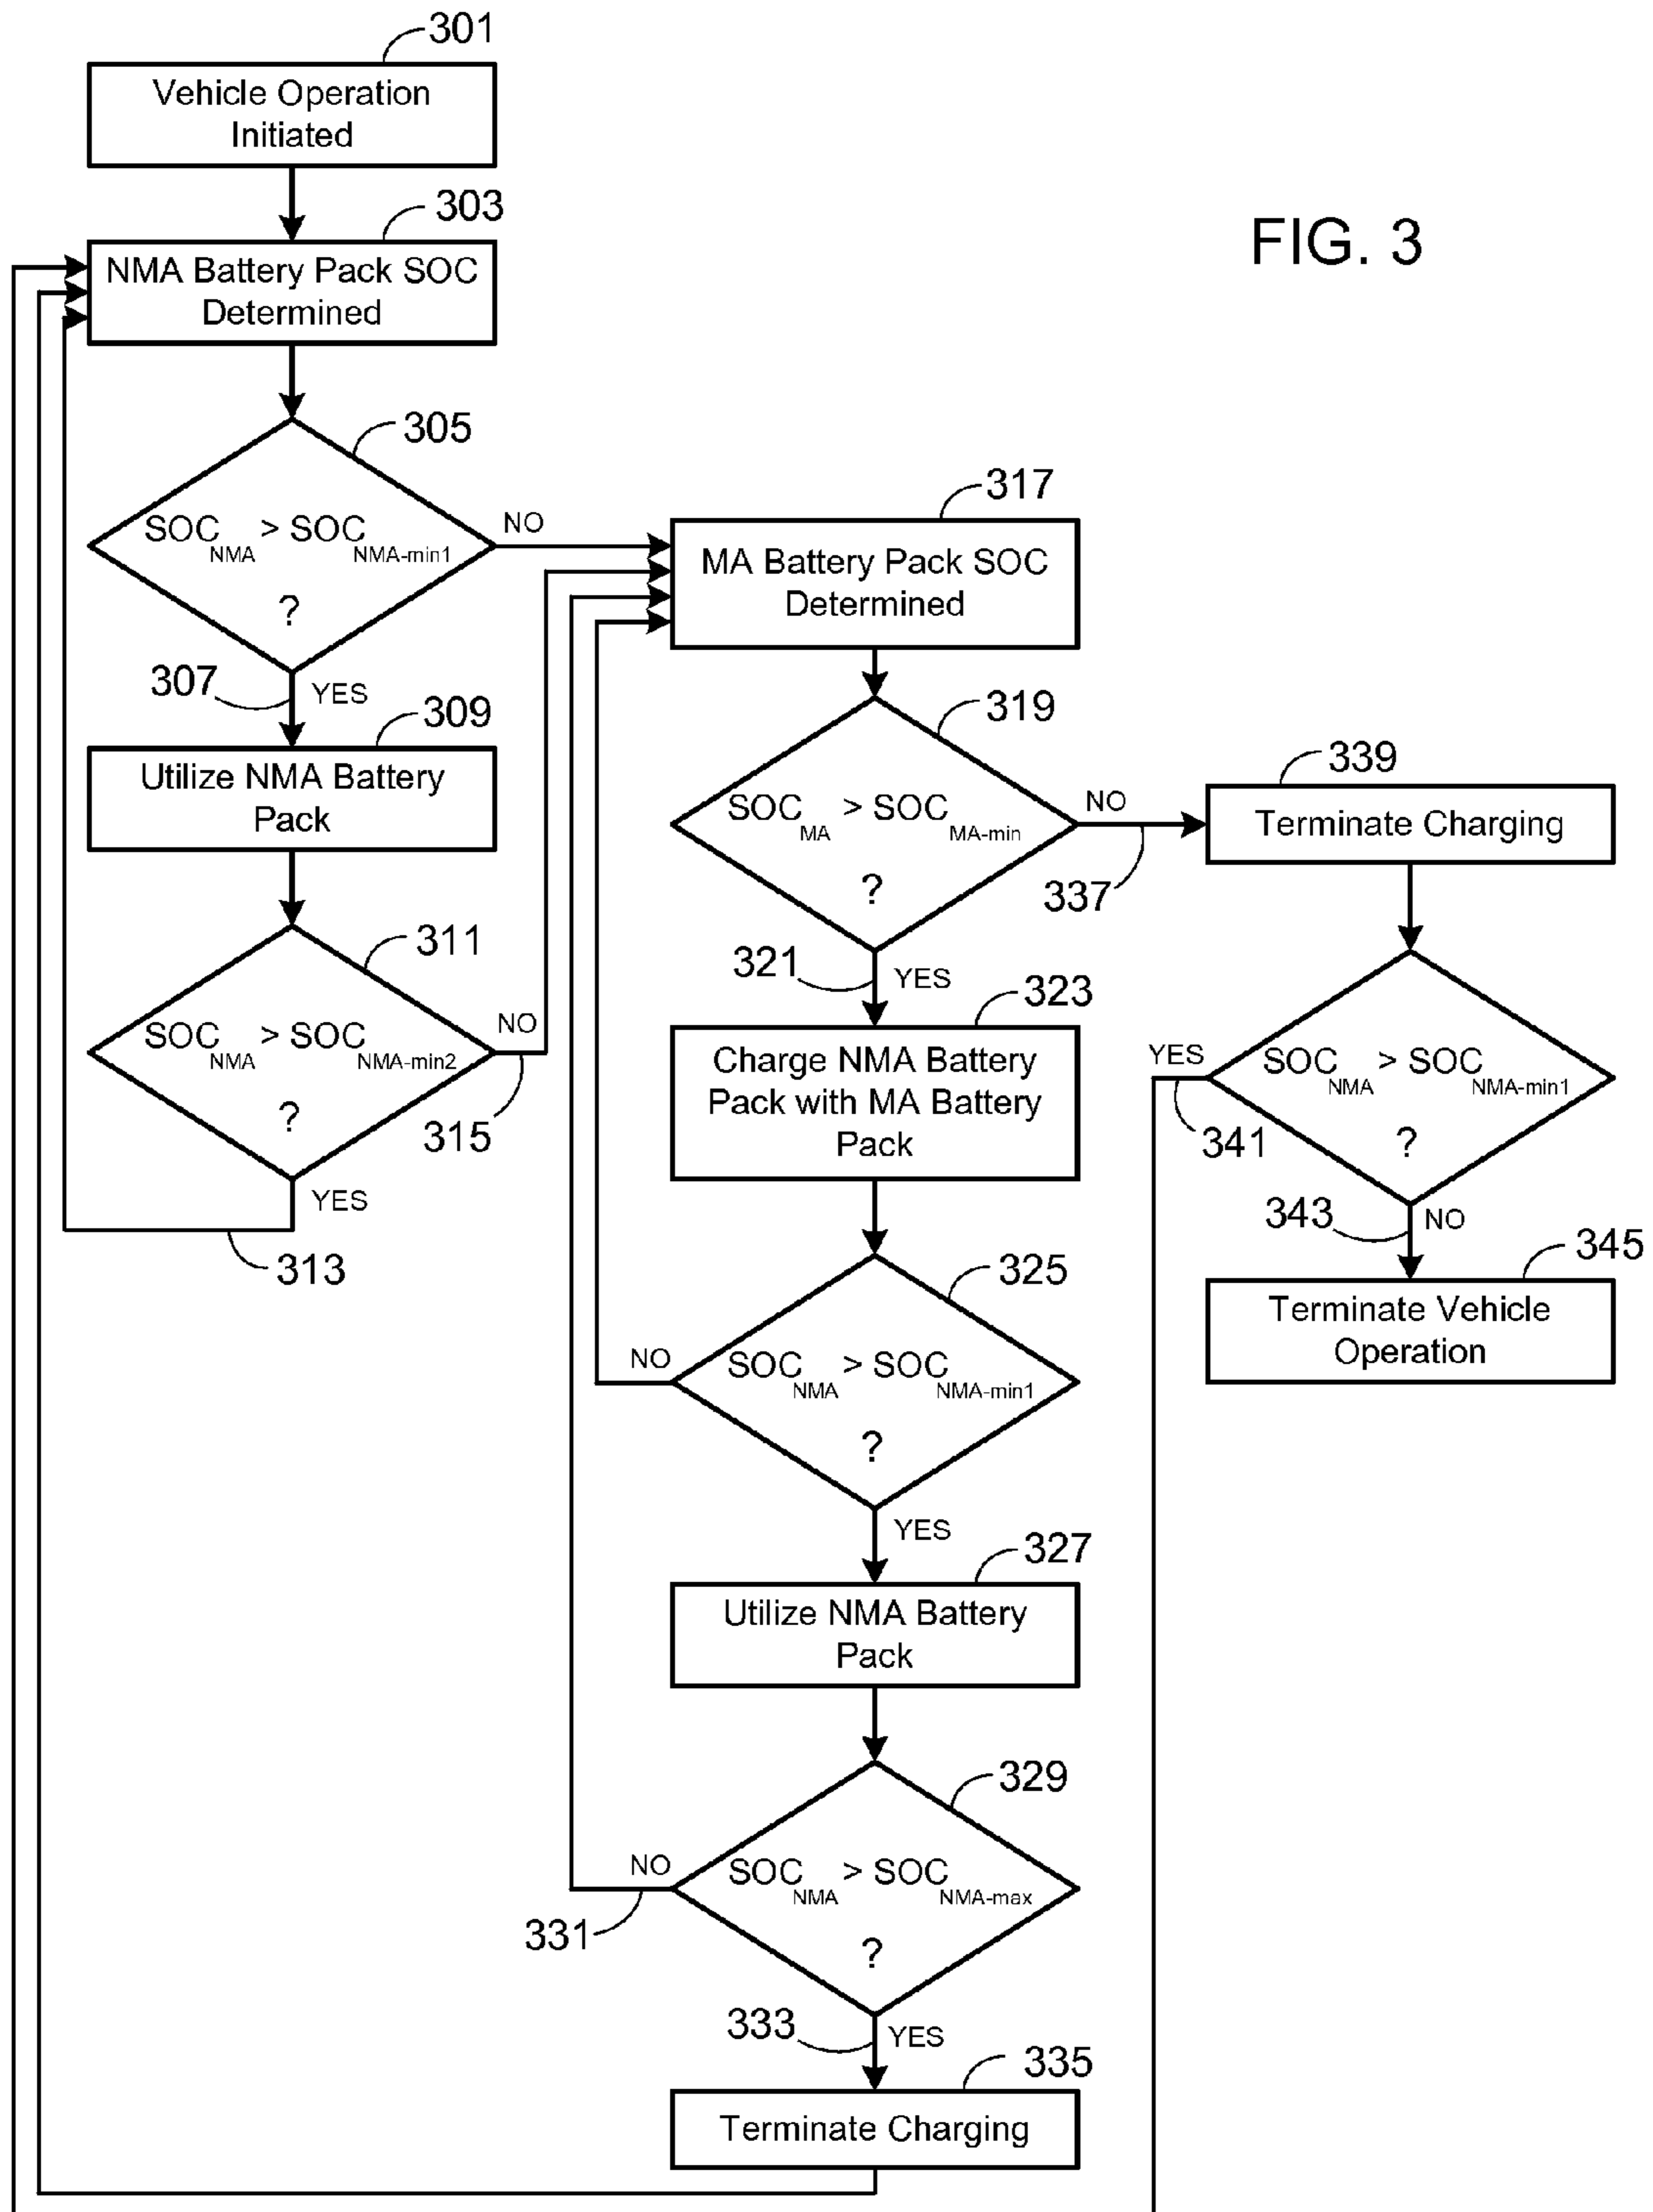 301
Vehicle Operation
Initiated
303
NMA Battery Pack SOC
Determined
FIG. 3
305
SOC NMA > SOC NMA-min1
?
NO
307
YES
309
Utilize NMA Battery
Pack
311
SOC NMA > SOC NMA-min2
?
NO
315
YES
313
317
MA Battery Pack SOC
Determined
319
SOC MA > SOC MA-min
?
NO
337
321
YES
323
Charge NMA Battery
Pack with MA Battery
Pack
325
NO
SOC NMA > SOC NMA-min1
?
YES
327
Utilize NMA Battery
Pack
329
NO
SOC NMA > SOC NMA-max
?
331
333
YES
335
Terminate Charging
339
Terminate Charging
YES
SOC NMA > SOC NMA-min1
?
341
343
NO
345
Terminate Vehicle
Operation